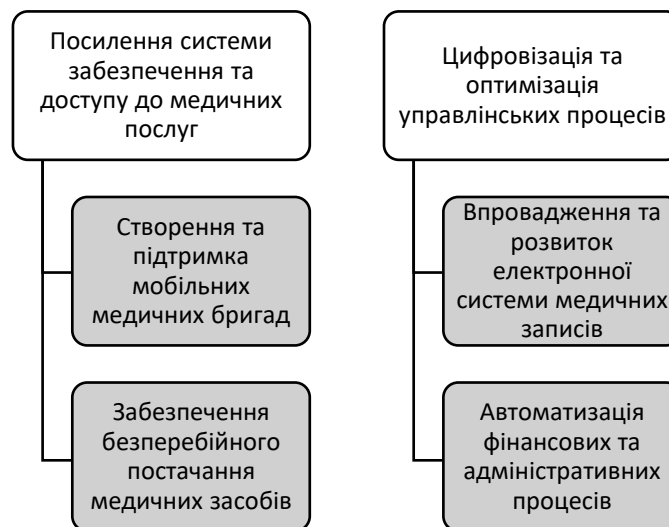 Посилення системи
забезпечення та
доступу до медичних
послуг
Створення та
підтримка
мобільних
медичних бригад
Забезпечення
безперебійного
постачання
медичних засобів
Цифровізація та
оптимізація
управлінських процесів
Впровадження та
розвиток
електронної
системи медичних
записів
Автоматизація
фінансових та
адміністративних
процесів